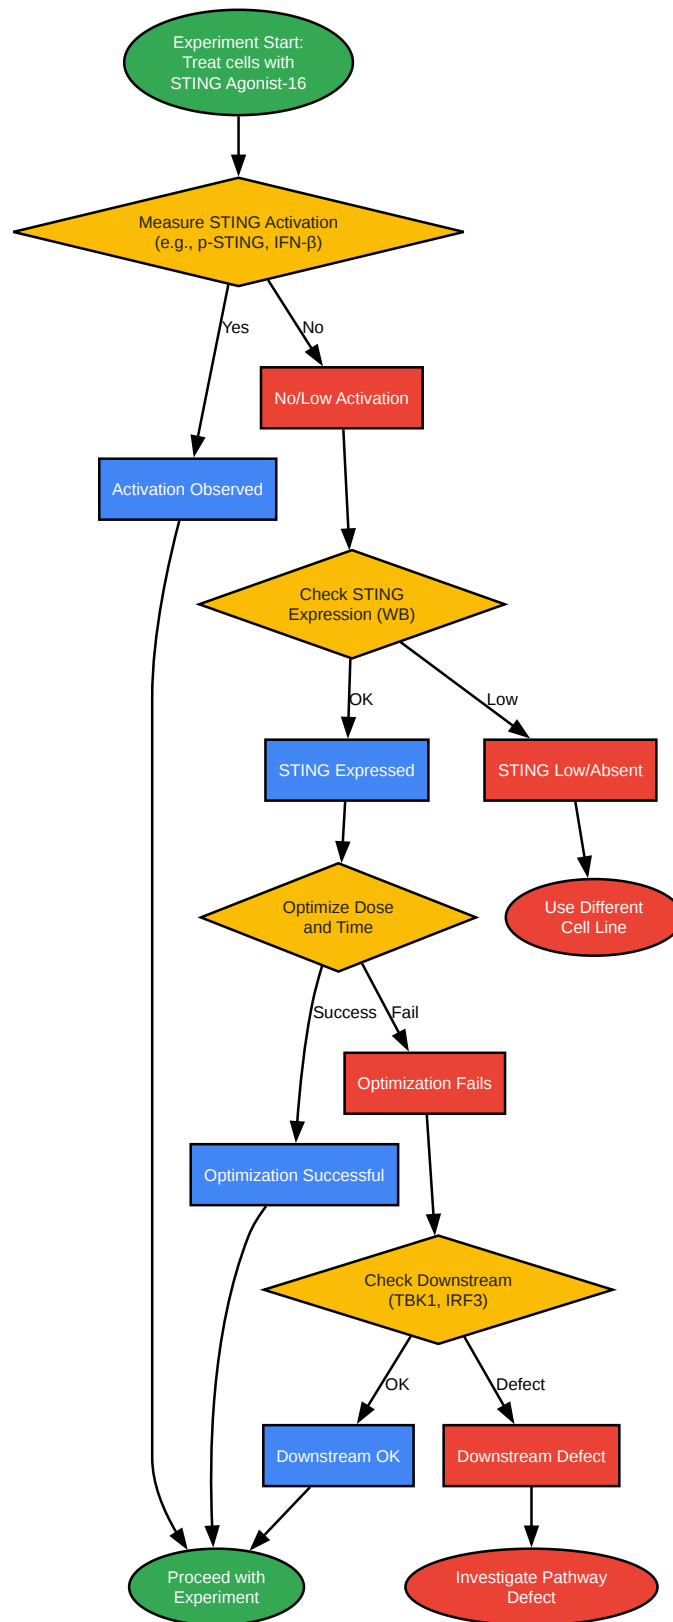 Experiment Start:
Treat cells with
STING Agonist-16
Measure STING Activation
(e.g., p-STING, IFN-β)
Yes
No
No/Low Activation
Activation Observed
Check STING
Expression (WB)
OK
Low
STING Expressed
STING Low/Absent
Optimize Dose
and Time
Use Different
Cell Line
Success
Fail
Optimization Fails
Optimization Successful
Check Downstream
(TBK1, IRF3)
OK
Defect
Downstream OK
Downstream Defect
Proceed with
Experiment
Investigate Pathway
Defect